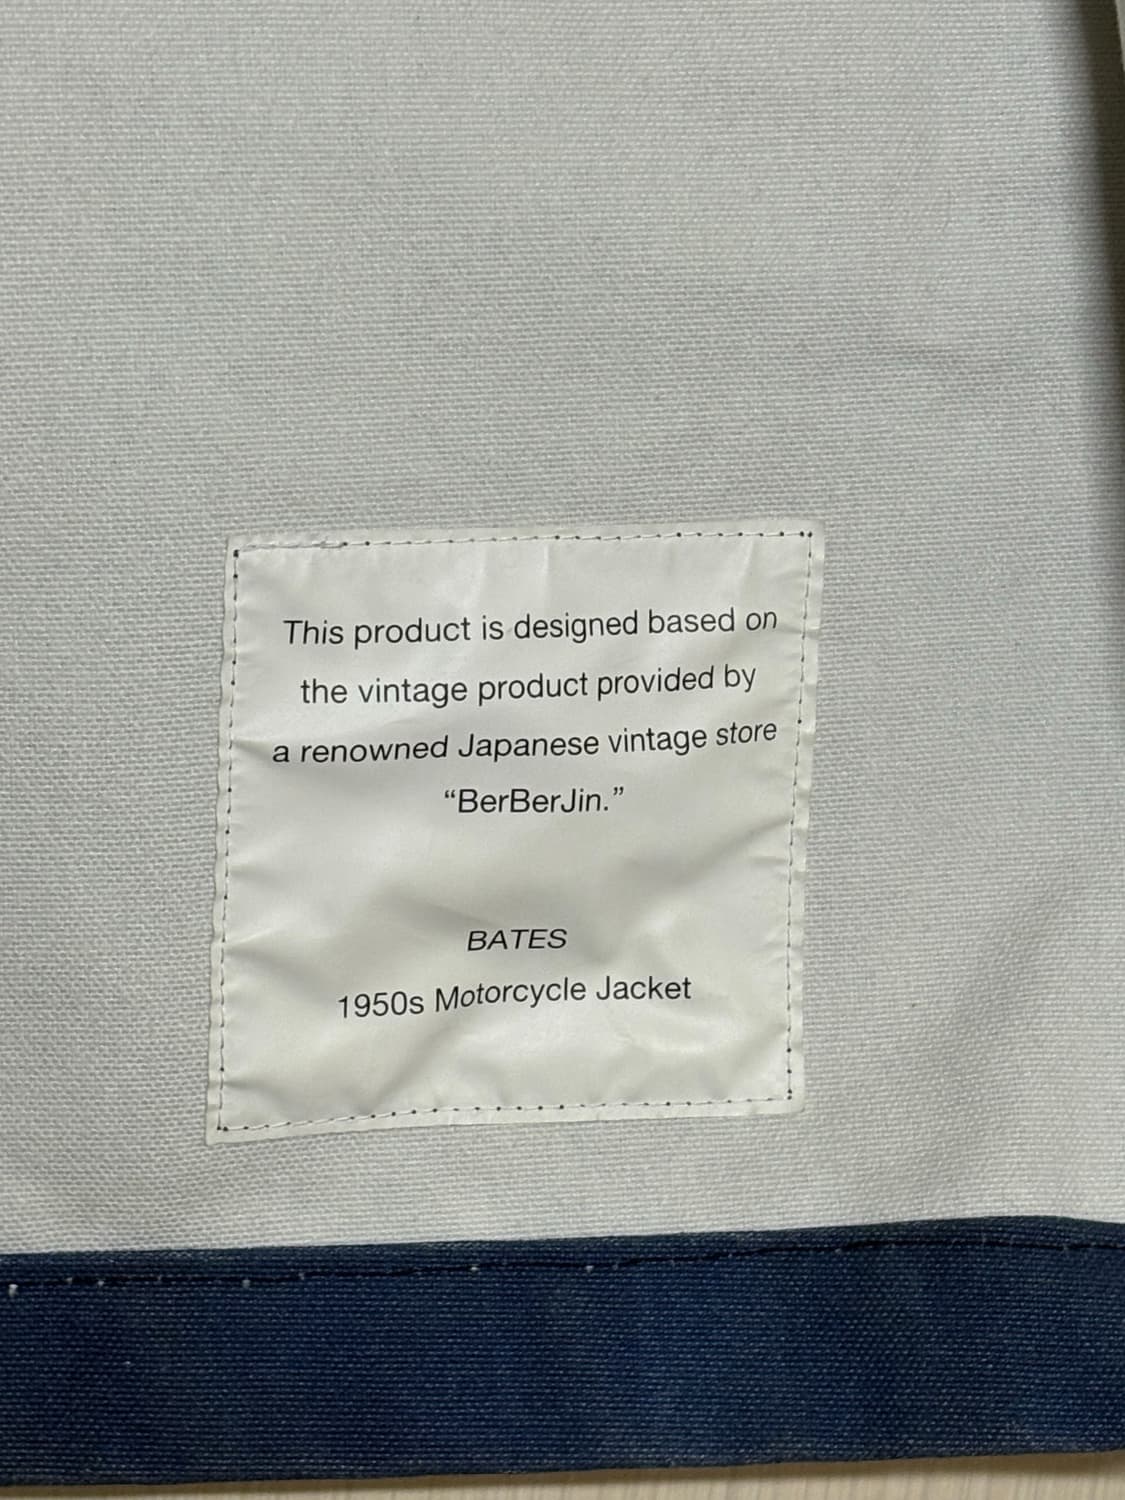 This product is designed based on
the vintage product provided by
a renowned Japanese vintage store
“BerBerJin.”
BATES
1950s Motorcycle Jacket